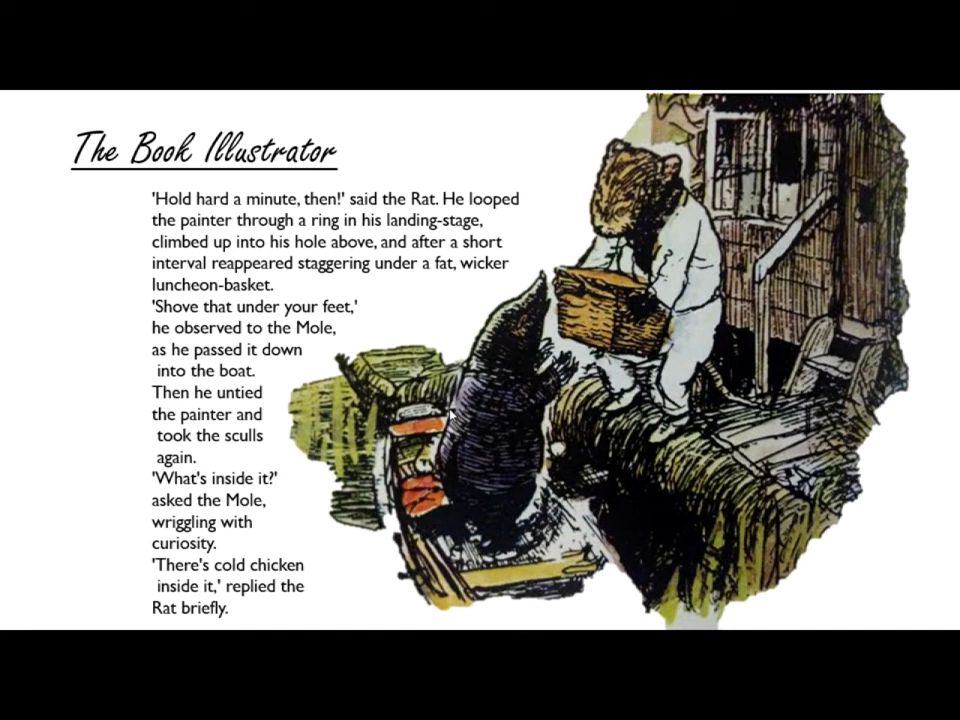 The Book Illustrator
'Hold hard a minute, then!' said the Rat. He looped
the painter through a ring in his landing-stage,
climbed up into his hole above, and after a short
interval reappeared staggering under a fat, wicker
luncheon-basket.
'Shove that under your feet,'
he observed to the Mole,
as he passed it down
into the boat.
Then he untied
the painter and
took the sculls
again.
'What's inside it?'
asked the Mole,
wriggling with
curiosity.
'There's cold chicken
inside it,' replied the
Rat briefly.